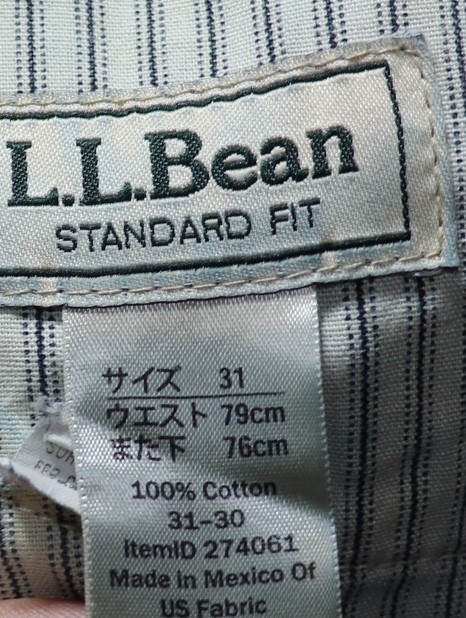 L.L.Bean
STANDARD FIT
サイズ 31
ウエスト 79cm
また下 76cm
100% Cotton
31-30
ItemID 274061
Made in Mexico Of
US Fabric